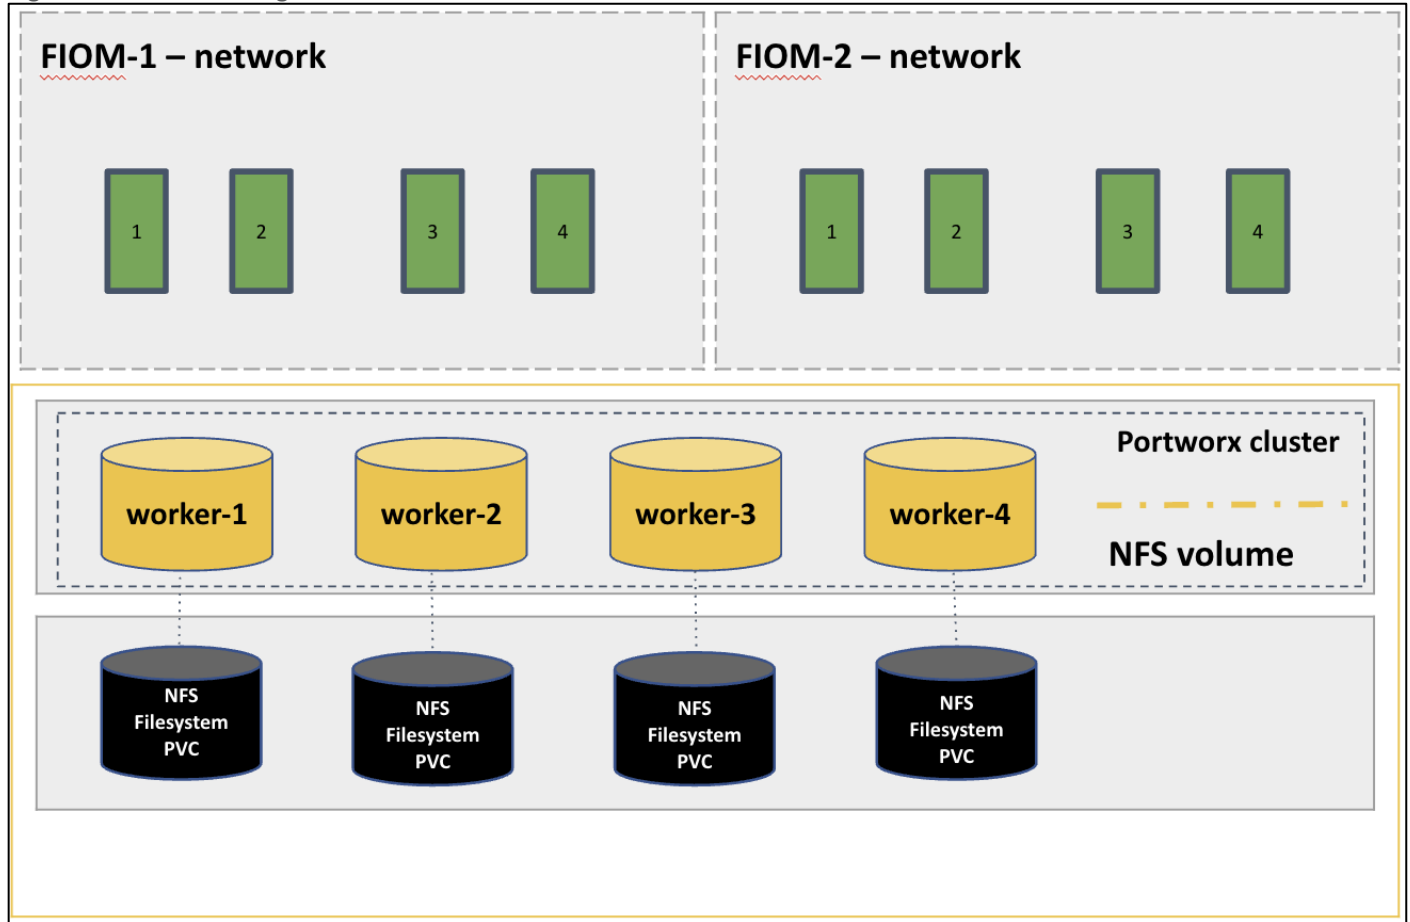 FIOM-1 – network
1
2
3
4
FIOM-2 – network
1
2
3
4
worker-1
worker-2
worker-3
worker-4
Portworx cluster
NFS volume
NFS
Filesystem
PVC
NFS
Filesystem
PVC
NFS
Filesystem
PVC
NFS
Filesystem
PVC